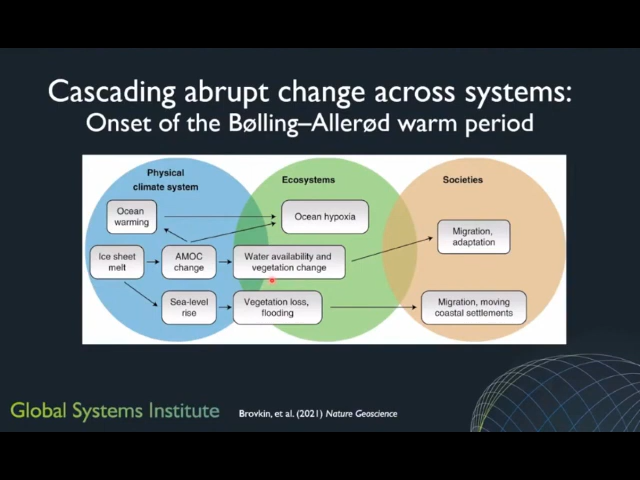 Cascading abrupt change across systems:
Onset of the Bølling–Allerød warm period
Physical
climate system
Ecosystems
Societies
Ocean
warming
Ocean hypoxia
Migration,
adaptation
Ice sheet
melt
AMOC
change
Water availability and
vegetation change
Sea-level
rise
Vegetation loss,
flooding
Migration, moving
coastal settlements
Global Systems Institute
Brovkin, et al. (2021) Nature Geoscience